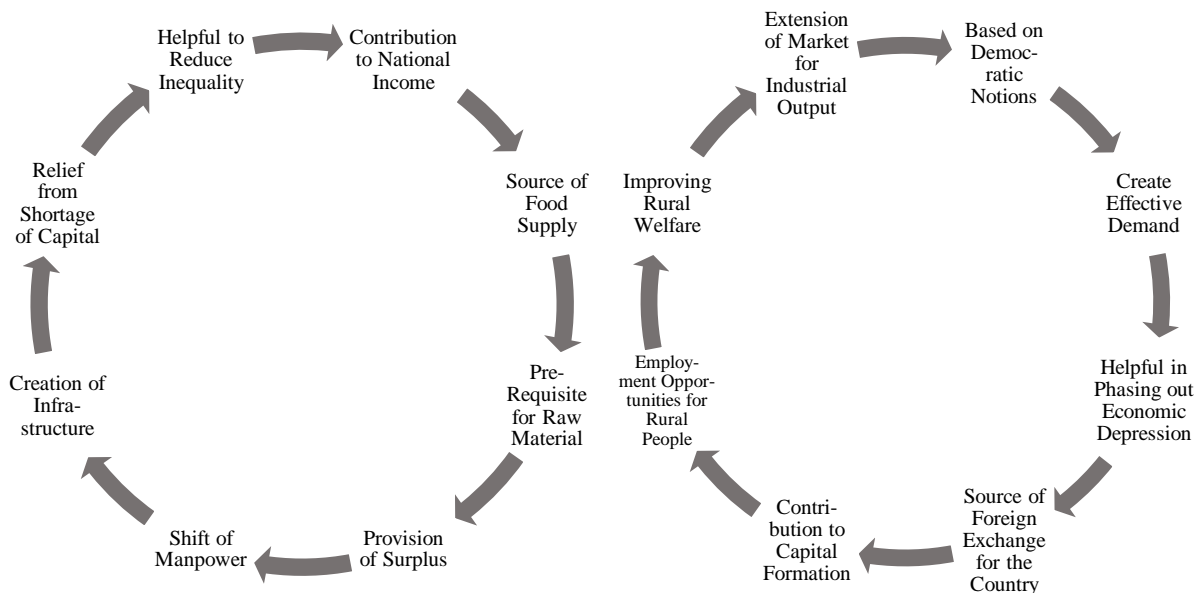 Helpful to
Reduce
Inequality
Contribution
to National
Income
Source of
Food
Supply
Pre-
Requisite
for Raw
Material
Provision
of Surplus
Shift of
Manpower
Creation of
Infra-
structure
Relief
from
Shortage
of Capital
Extension
of Market
for
Industrial
Output
Based on
Democ-
ratic
Notions
Create
Effective
Demand
Helpful in
Phasing out
Economic
Depression
Source of
Foreign
Exchange
for the
Country
Contri-
bution to
Capital
Formation
Employ-
ment Oppor-
tunities for
Rural
People
Improving
Rural
Welfare